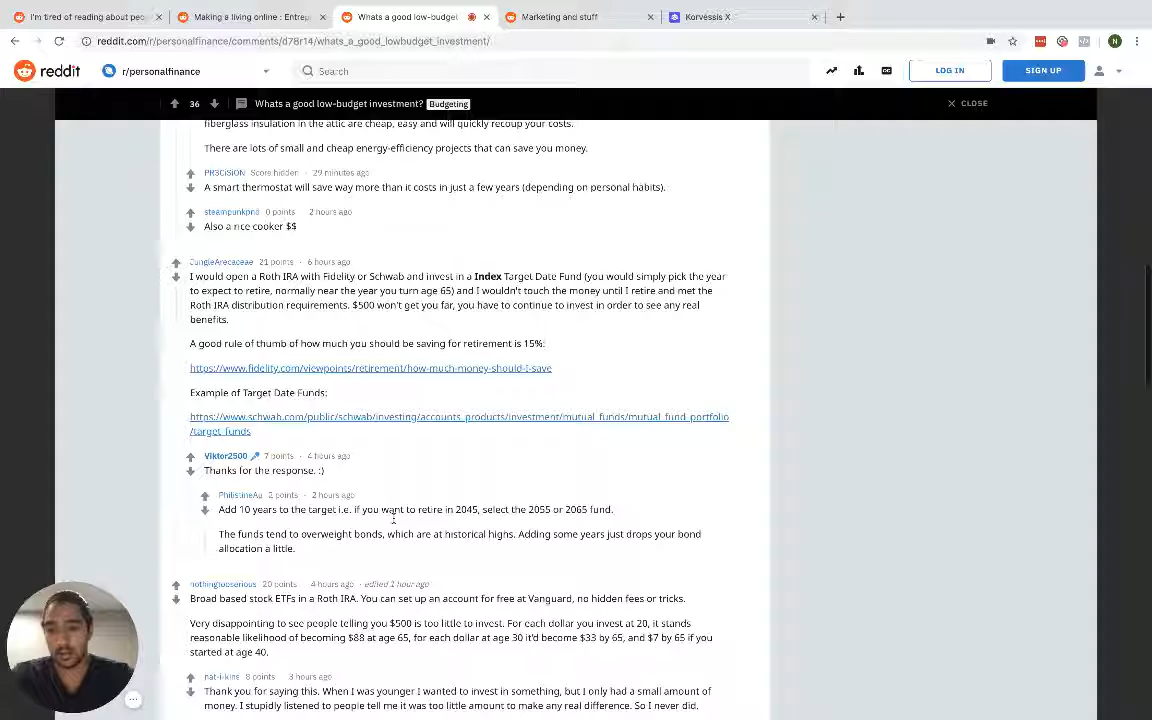 I'm tired of reading about peo
Making a living online : Entrep
Whats a good low-budget
Marketing and stuff
Korvessis X
reddit.com/r/personalfinance/comments/d78r14/whats_a_good_lowbudget_investment/
N
reddit
r/personalfinance
Search
LOG IN
SIGN UP
36
Whats a good low-budget investment? Budgeting
CLOSE
fiberglass insulation in the attic are cheap, easy and will quickly recoup your costs.
There are lots of small and cheap energy-efficiency projects that can save you money.
PR3CiSiON Score hidden · 29 minutes ago
A smart thermostat will save way more than it costs in just a few years (depending on personal habits).
steampunkpnd 0 points · 2 hours ago
Also a rice cooker $$
JungleArecaceae 21 points · 6 hours ago
I would open a Roth IRA with Fidelity or Schwab and invest in a Index Target Date Fund (you would simply pick the year
to expect to retire, normally near the year you turn age 65) and I wouldn't touch the money until I retire and met the
Roth IRA distribution requirements. $500 won't get you far, you have to continue to invest in order to see any real
benefits.
A good rule of thumb of how much you should be saving for retirement is 15%:
https://www.fidelity.com/viewpoints/retirement/how-much-money-should-I-save
Example of Target Date Funds:
https://www.schwab.com/public/schwab/investing/accounts_products/investment/mutual_funds/mutual_fund_portfolio
/target_funds
Viktor2500 7 points · 4 hours ago
Thanks for the response. :)
PhilistineAu 2 points · 2 hours ago
Add 10 years to the target i.e. if you want to retire in 2045, select the 2055 or 2065 fund.
The funds tend to overweight bonds, which are at historical highs. Adding some years just drops your bond
allocation a little.
nothingtooserious 20 points · 4 hours ago · edited 1 hour ago
Broad based stock ETFs in a Roth IRA. You can set up an account for free at Vanguard, no hidden fees or tricks.
Very disappointing to see people telling you $500 is too little to invest. For each dollar you invest at 20, it stands
reasonable likelihood of becoming $88 at age 65, for each dollar at age 30 it'd become $33 by 65, and $7 by 65 if you
started at age 40.
nat-i-kins 8 points · 3 hours ago
Thank you for saying this. When I was younger I wanted to invest in something, but I only had a small amount of
money. I stupidly listened to people tell me it was too little amount to make any real difference. So I never did.